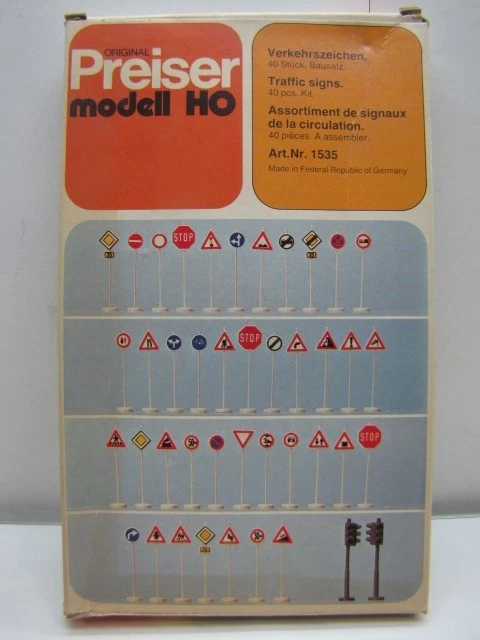 ORIGINAL
Preiser
modell HO
Verkehrszeichen.
40 Stück. Bausatz.
Traffic signs.
40 pcs. Kit.
Assortiment de signaux
de la circulation.
40 pièces. A assembler.
Art.Nr. 1535
Made in Federal Republic of Germany
STOP
STOP
STOP